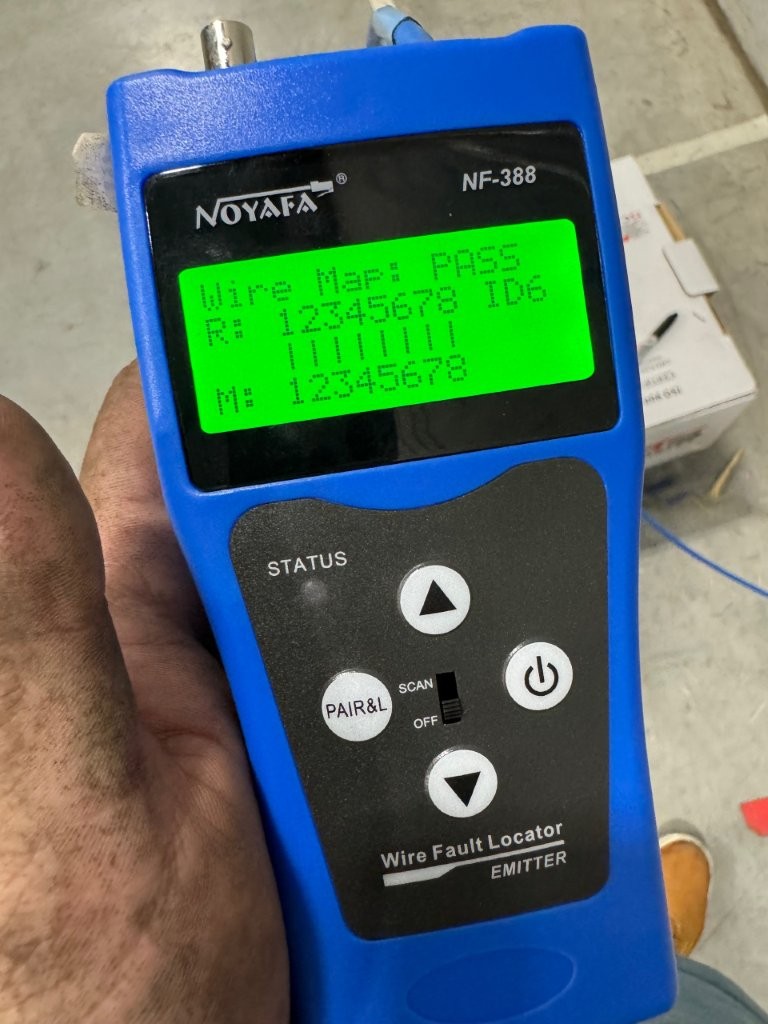 NOYAFA®
NF-388
Wire Map: PASS
R: 12345678 ID6
||||||||
M: 12345678
STATUS
PAIR&L
SCAN
OFF
Wire Fault Locator
EMITTER